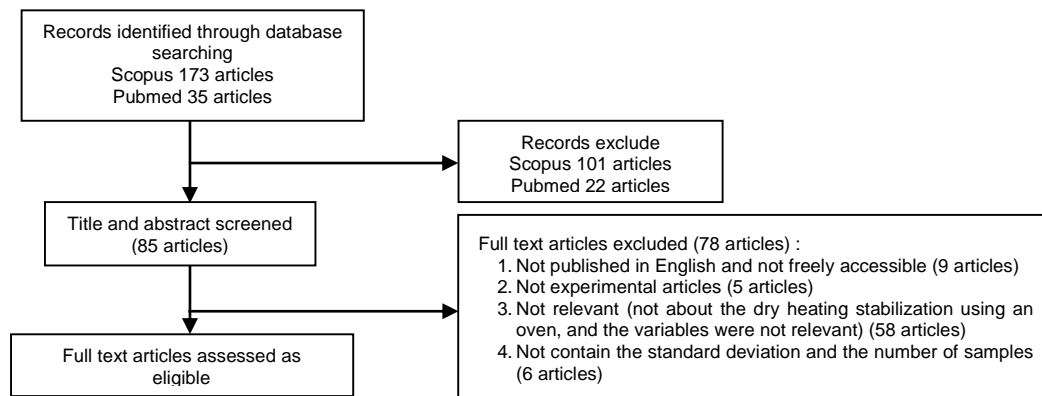 Records identified through database
searching
Scopus 173 articles
Pubmed 35 articles
Records exclude
Scopus 101 articles
Pubmed 22 articles
Title and abstract screened
(85 articles)
Full text articles excluded (78 articles) :
1. Not published in English and not freely accessible (9 articles)
2. Not experimental articles (5 articles)
3. Not relevant (not about the dry heating stabilization using an
oven, and the variables were not relevant) (58 articles)
4. Not contain the standard deviation and the number of samples
(6 articles)
Full text articles assessed as
eligible